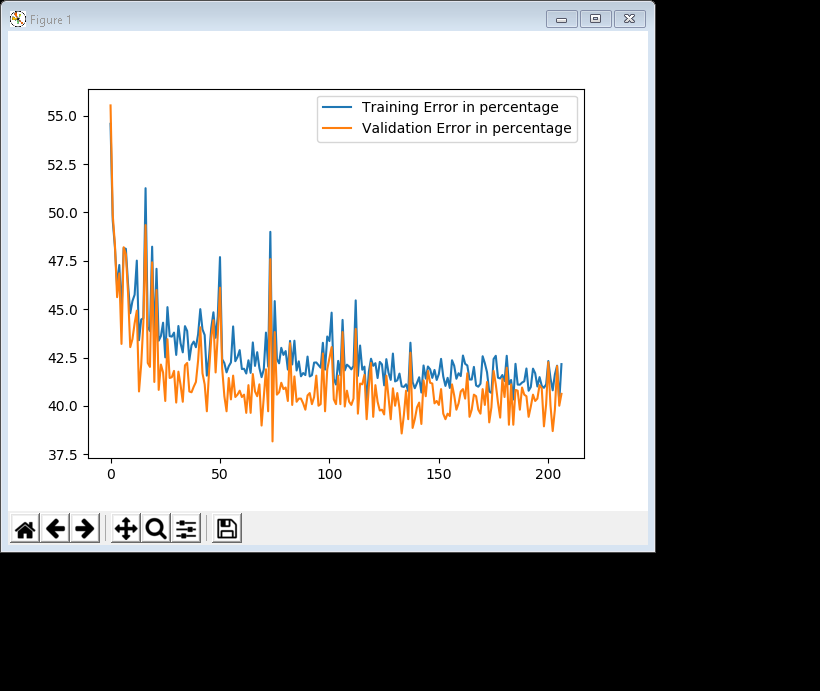 Figure 1
Training Error in percentage
Validation Error in percentage
55.0
52.5
50.0
47.5
45.0
42.5
40.0
37.5
0 50 100 150 200